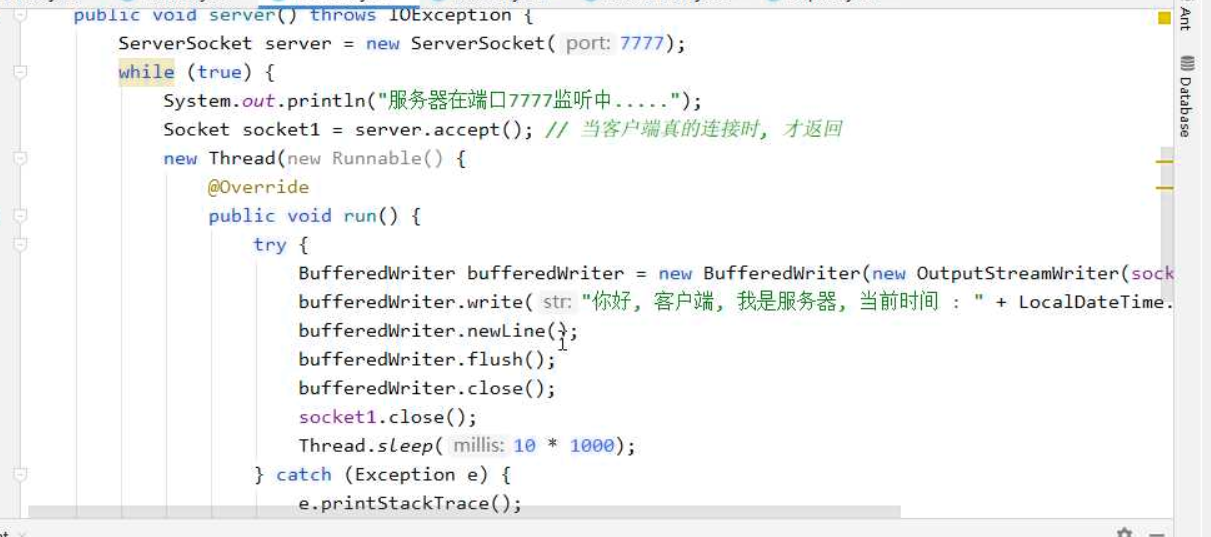 public void server() throws IOException {
ServerSocket server = new ServerSocket( port: 7777);
while (true) {
System.out.println("服务器在端口7777监听中.....");
Socket socket1 = server.accept(); // 当客户端真的连接时, 才返回
new Thread(new Runnable() {
@Override
public void run() {
try {
BufferedWriter bufferedWriter = new BufferedWriter(new OutputStreamWriter(sock
bufferedWriter.write( str: "你好, 客户端, 我是服务器, 当前时间 : " + LocalDateTime.
bufferedWriter.newLine();
bufferedWriter.flush();
bufferedWriter.close();
socket1.close();
Thread.sleep( millis: 10 * 1000);
} catch (Exception e) {
e.printStackTrace();
Ant
Database